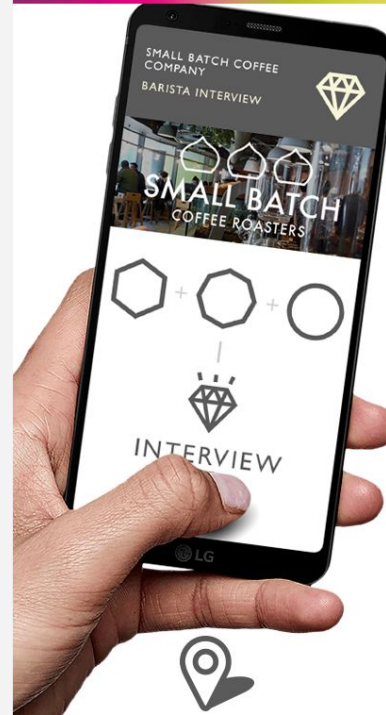 SMALL BATCH COFFEE
COMPANY
BARISTA INTERVIEW
SMALL BATCH
COFFEE ROASTERS
+ +
INTERVIEW
LG